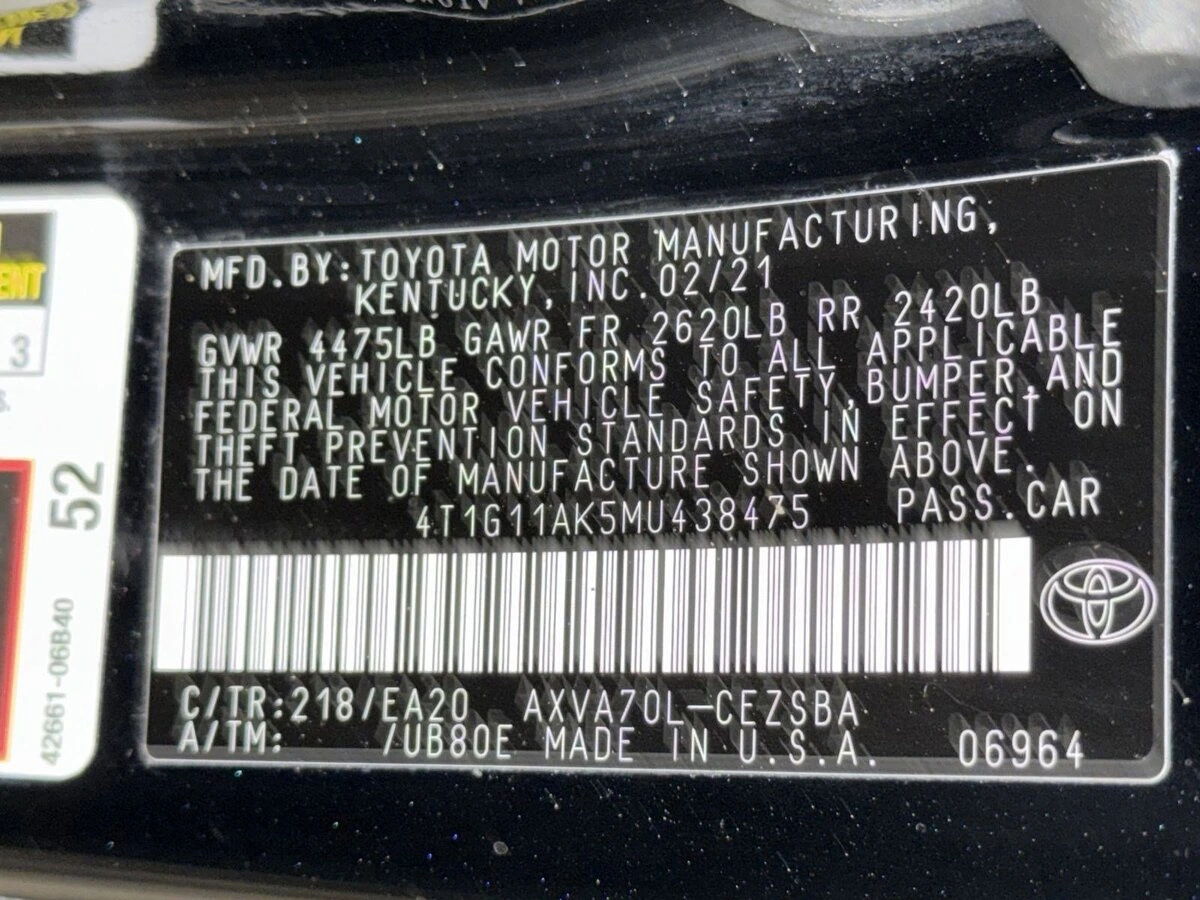 MFD.BY:TOYOTA MOTOR MANUFACTURING,
KENTUCKY, INC.02/21
GVWR 4475LB GAWR FR 2620LB RR 2420LB
THIS VEHICLE CONFORMS TO ALL APPLICABLE
FEDERAL MOTOR VEHICLE SAFETY,BUMPER,AND
THEFT PREVENTION STANDARDS IN EFFECT ON
THE DATE OF MANUFACTURE SHOWN ABOVE.
4T1G11AK5MU438475 PASS.CAR
C/TR:218/EA20 AXVA70L-CEZSBA
A/TM: /UB80E MADE IN U.S.A. 06964
3
52
42661-06B40